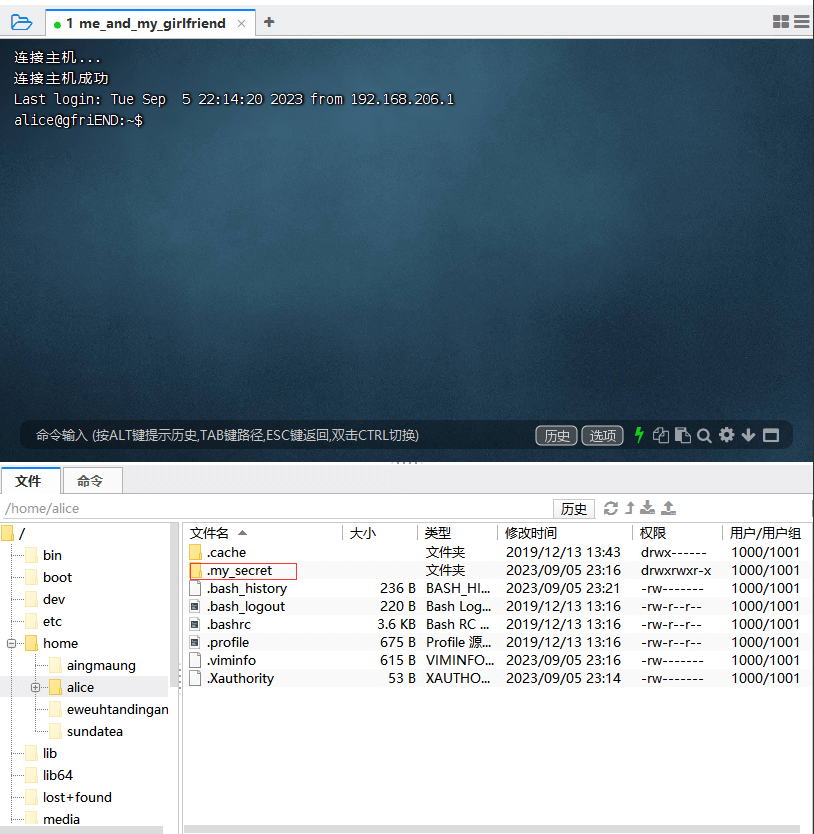 1 me_and_my_girlfriend
连接主机...
连接主机成功
Last login: Tue Sep  5 22:14:20 2023 from 192.168.206.1
alice@gfriEND:~$
命令输入 (按ALT键提示历史,TAB键路径,ESC键返回,双击CTRL切换) 历史 选项
文件 命令
/home/alice 历史
/
bin
boot
dev
etc
home
aingmaung
alice
eweuhtandingan
sundatea
lib
lib64
lost+found
media
文件名 大小 类型 修改时间 权限 用户/用户组
.cache 文件夹 2019/12/13 13:43 drwx------ 1000/1001
.my_secret 文件夹 2023/09/05 23:16 drwxrwxr-x 1000/1001
.bash_history 236 B BASH_HI... 2023/09/05 23:21 -rw------- 1000/1001
.bash_logout 220 B Bash Log... 2019/12/13 13:16 -rw-r--r-- 1000/1001
.bashrc 3.6 KB Bash RC ... 2019/12/13 13:16 -rw-r--r-- 1000/1001
.profile 675 B Profile 源... 2019/12/13 13:16 -rw-r--r-- 1000/1001
.viminfo 615 B VIMINFO... 2023/09/05 23:16 -rw------- 1000/1001
.Xauthority 53 B XAUTHO... 2023/09/05 23:14 -rw------- 1000/1001